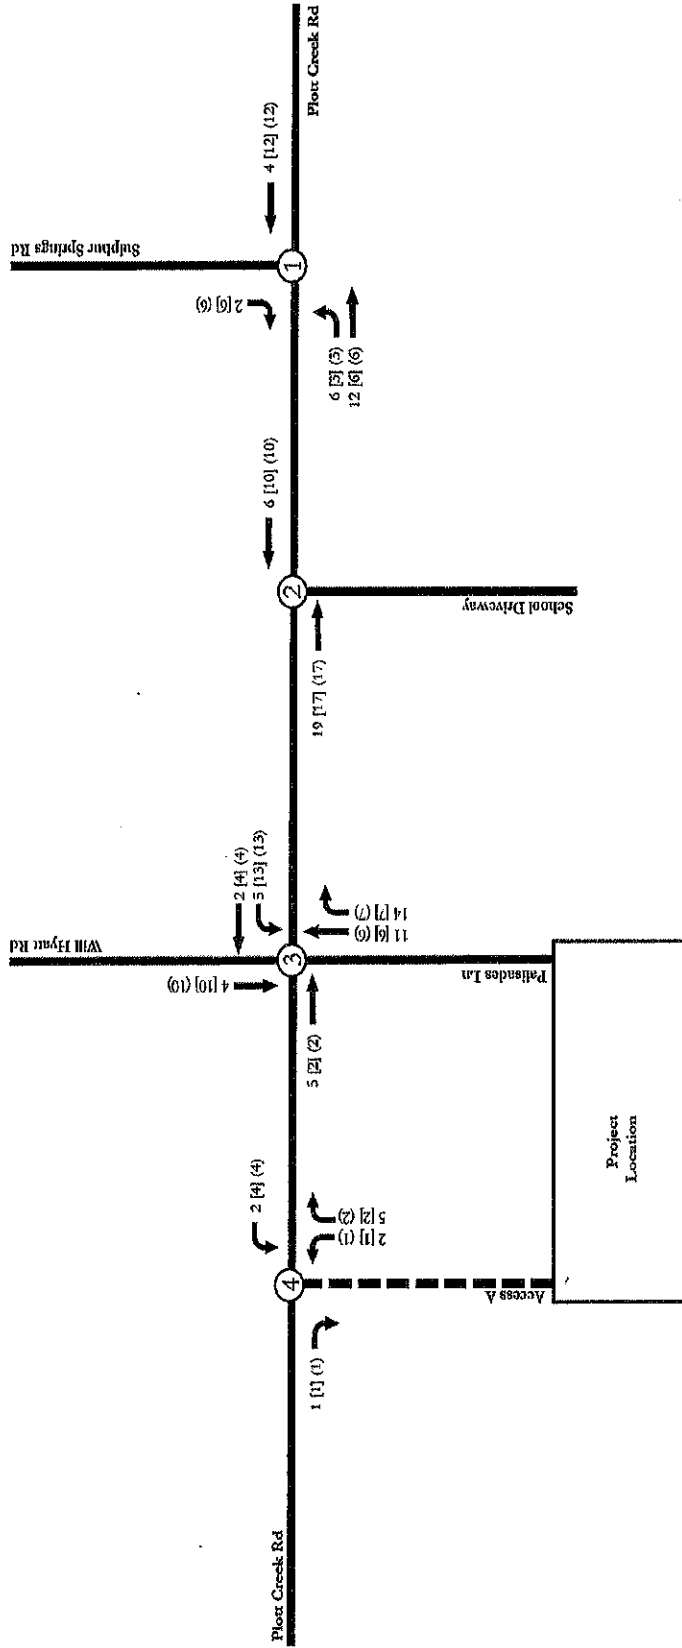 Plott Creek Rd
4 [12] (12)
Sulphur Springs Rd
1
2 [6] (6)
6 [3] (3)
12 [6] (6)
6 [10] (10)
2
School Driveway
19 [17] (17)
2 [4] (4)
5 [13] (13)
Will Hyatt Rd
14 [7] (7)
11 [6] (6)
3
4 [10] (10)
Palisades Ln
5 [2] (2)
2 [4] (4)
5 [2] (2)
2 [1] (1)
4
Access A
1 [1] (1)
Project
Location
Plott Creek Rd